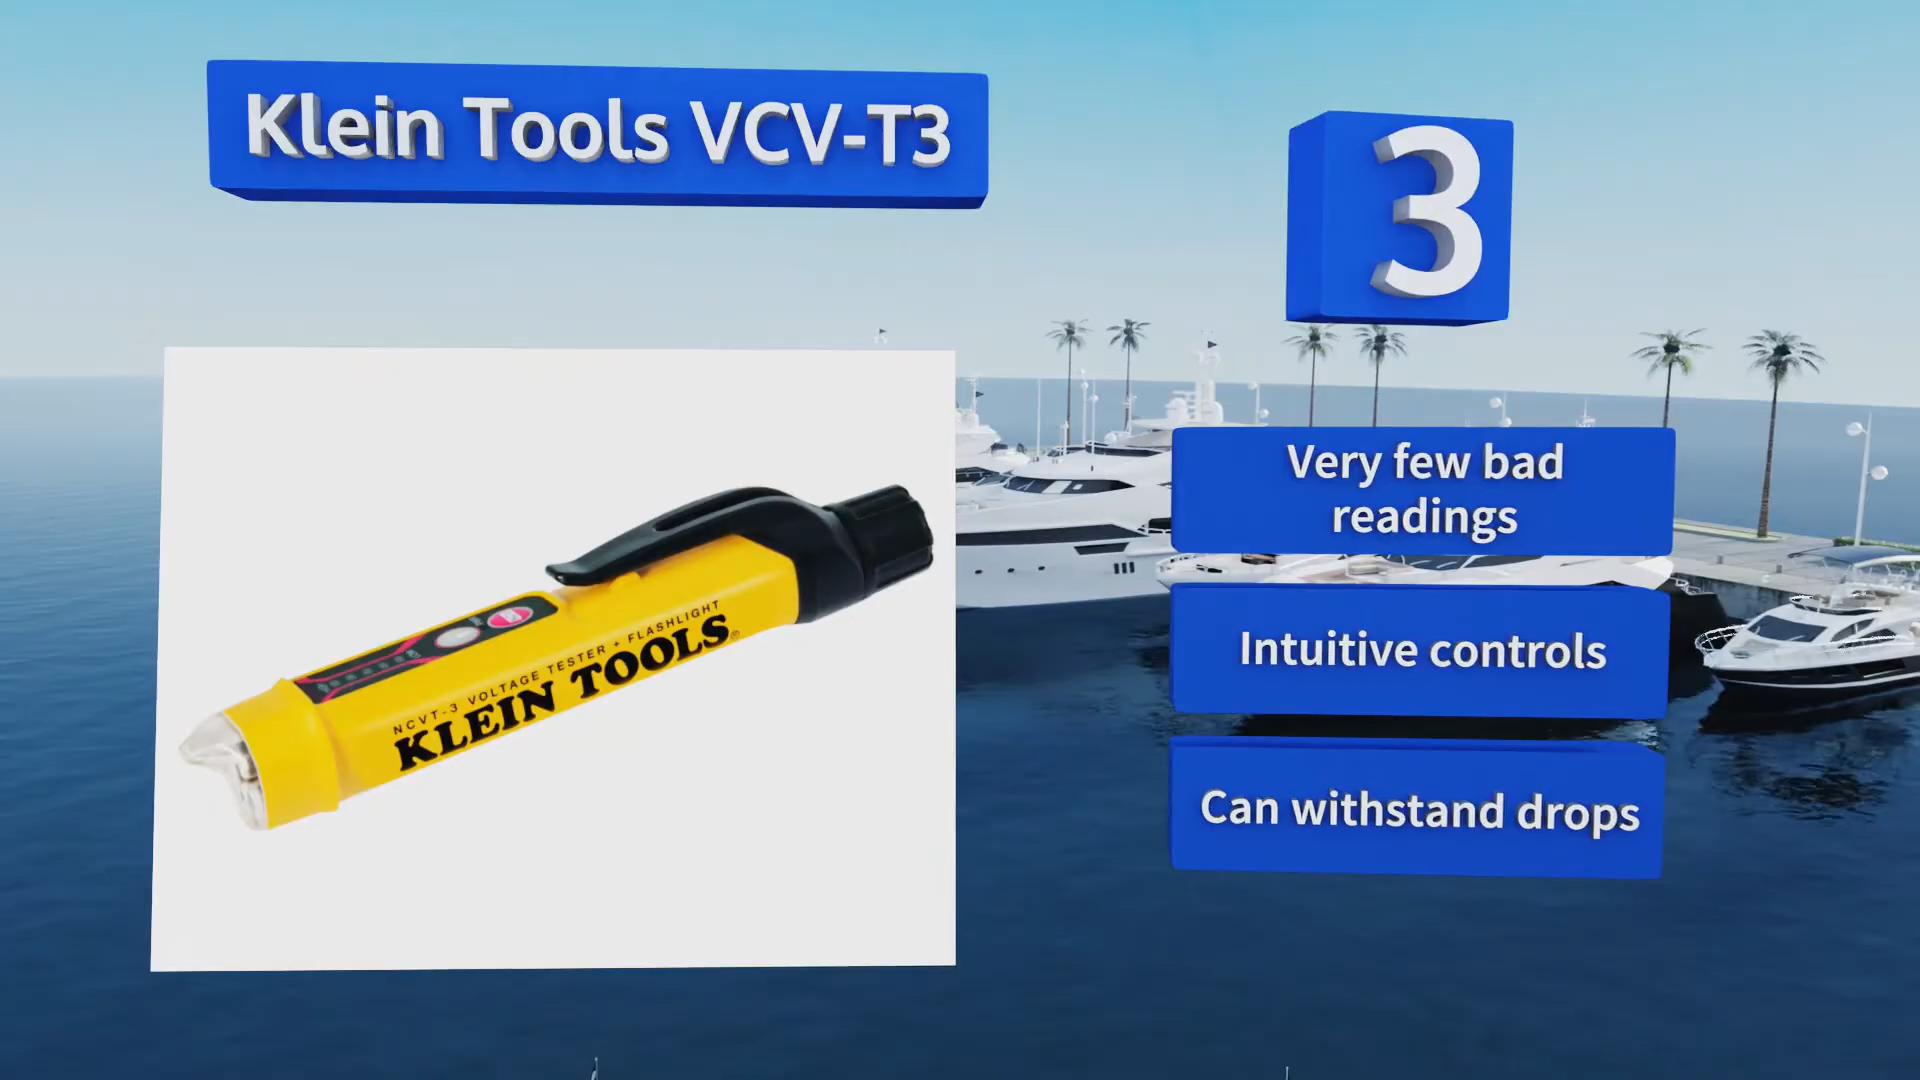 Klein Tools VCV-T3
3
Very few bad
readings
Intuitive controls
Can withstand drops
NCVT-3 VOLTAGE TESTER + FLASHLIGHT
KLEIN TOOLS®